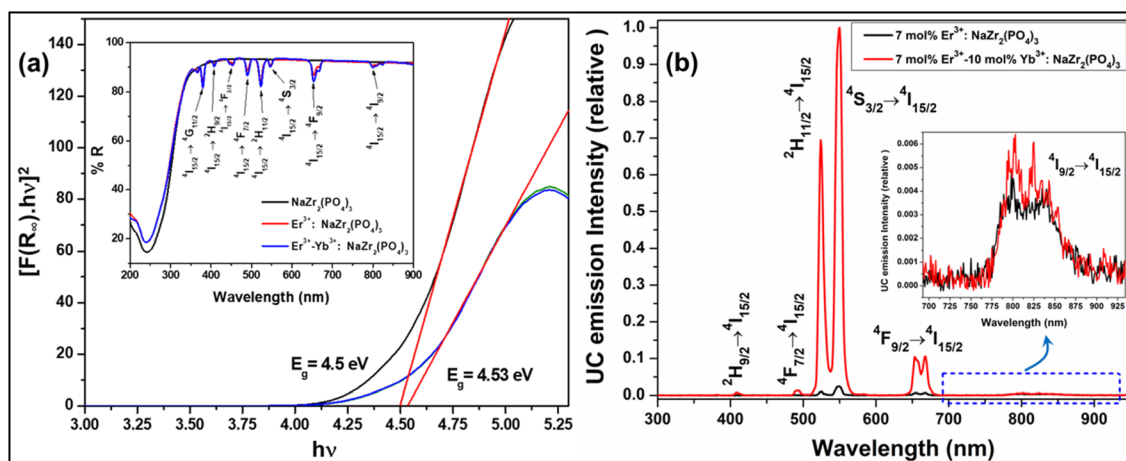 (a)
[F(R∞).hν]²
140
120
100
80
60
40
20
0
3.00 3.25 3.50 3.75 4.00 4.25 4.50 4.75 5.00 5.25
hν
E_g = 4.5 eV
E_g = 4.53 eV
% R
100
80
60
40
20
200 300 400 500 600 700 800 900
Wavelength (nm)
⁴I₁₅/₂→⁴G₁₁/₂
⁴I₁₅/₂→²H₉/₂
⁴I₁₅/₂→⁴F₃/₂
⁴I₁₅/₂→⁴F₇/₂
⁴I₁₅/₂→²H₁₁/₂
⁴I₁₅/₂→⁴S₃/₂
⁴I₁₅/₂→⁴F₉/₂
⁴I₁₅/₂→⁴I₉/₂
NaZr₂(PO₄)₃
Er³⁺: NaZr₂(PO₄)₃
Er³⁺-Yb³⁺: NaZr₂(PO₄)₃
(b)
UC emission Intensity (relative)
1.0
0.9
0.8
0.7
0.6
0.5
0.4
0.3
0.2
0.1
0.0
300 400 500 600 700 800 900
Wavelength (nm)
7 mol% Er³⁺: NaZr₂(PO₄)₃
7 mol% Er³⁺-10 mol% Yb³⁺: NaZr₂(PO₄)₃
²H₉/₂→⁴I₁₅/₂
⁴F₇/₂→⁴I₁₅/₂
²H₁₁/₂→⁴I₁₅/₂
⁴S₃/₂→⁴I₁₅/₂
⁴F₉/₂→⁴I₁₅/₂
UC emission Intensity (relative )
0.006
0.005
0.004
0.003
0.002
0.001
0.000
700 725 750 775 800 825 850 875 900 925
Wavelength (nm)
⁴I₉/₂→⁴I₁₅/₂